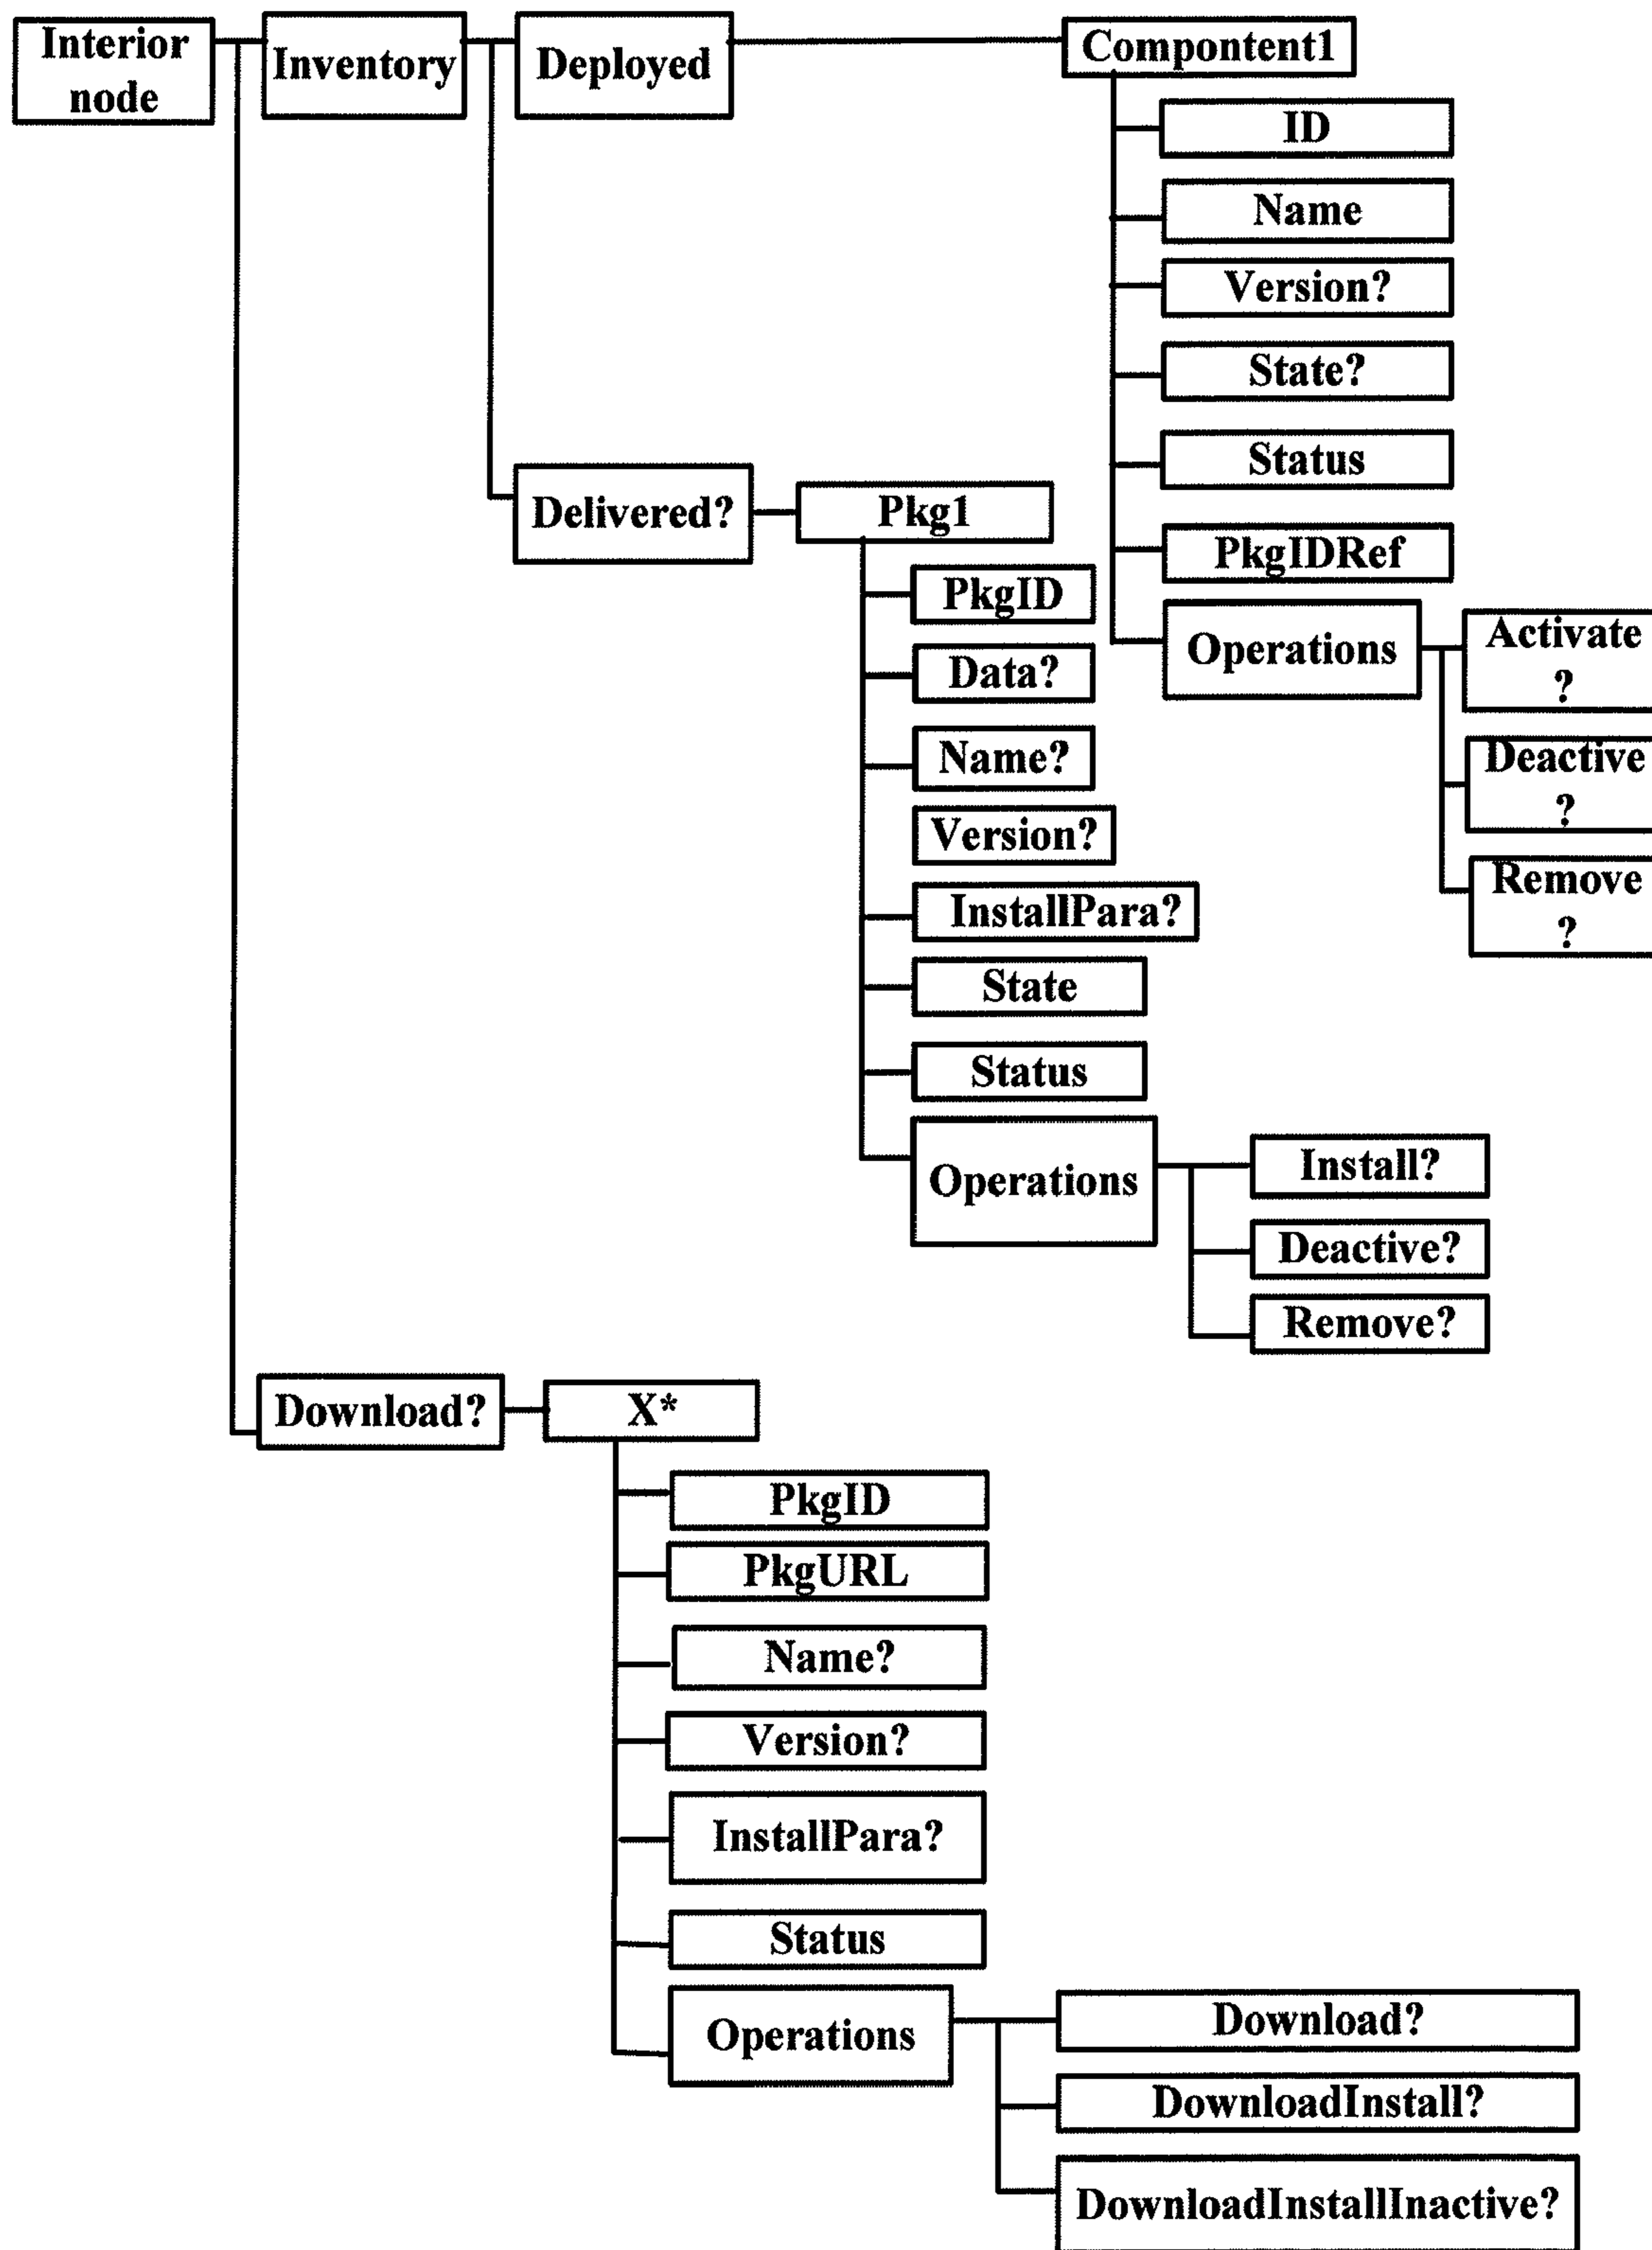 Interior
node
Inventory
Deployed
Compontent1
ID
Name
Version?
State?
Status
PkgIDRef
Operations
Activate
?
Deactive
?
Remove
?
Delivered?
Pkg1
PkgID
Data?
Name?
Version?
InstallPara?
State
Status
Operations
Install?
Deactive?
Remove?
Download?
X*
PkgID
PkgURL
Name?
Version?
InstallPara?
Status
Operations
Download?
DownloadInstall?
DownloadInstallInactive?